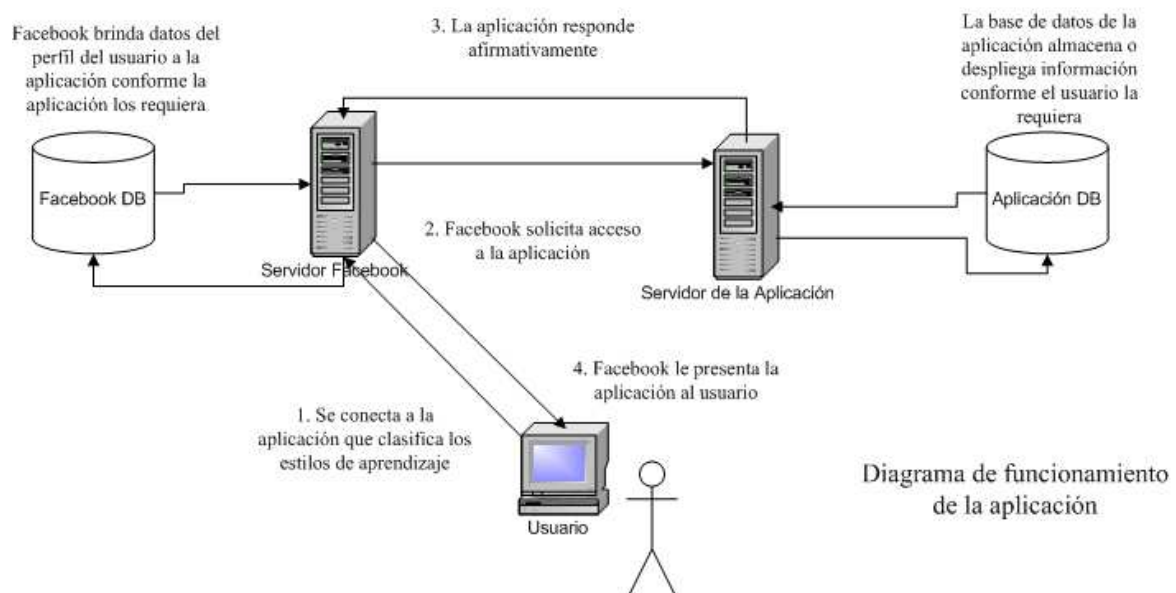 3. La aplicación responde
afirmativamente
Facebook brinda datos del
perfil del usuario a la
aplicación conforme la
aplicación los requiera
La base de datos de la
aplicación almacena o
despliega información
conforme el usuario la
requiera
Facebook DB
Aplicación DB
2. Facebook solicita acceso
a la aplicación
Servidor Facebook
Servidor de la Aplicación
4. Facebook le presenta la
aplicación al usuario
1. Se conecta a la
aplicación que clasifica los
estilos de aprendizaje
Usuario
Diagrama de funcionamiento
de la aplicación